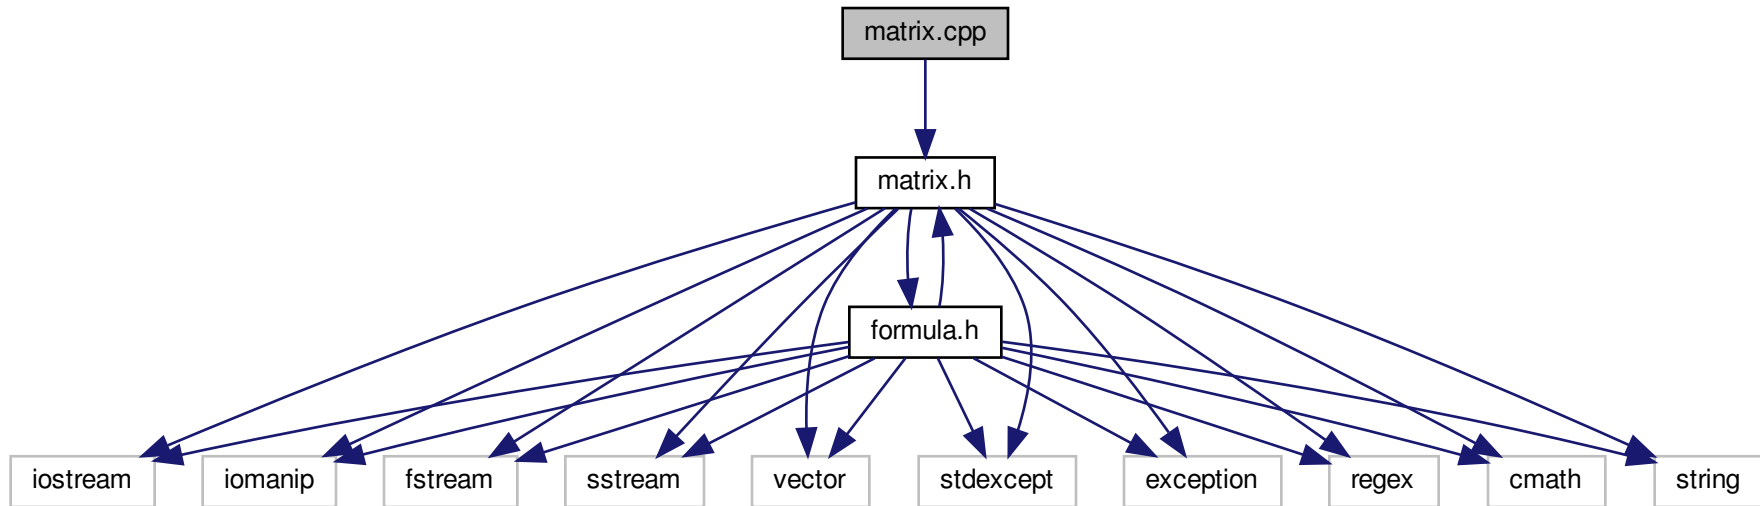 matrix.cpp
matrix.h
formula.h
iostream
iomanip
fstream
sstream
vector
stdexcept
exception
regex
cmath
string